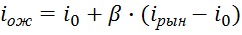 i_ож = i_0 + β · (i_рын − i_0)